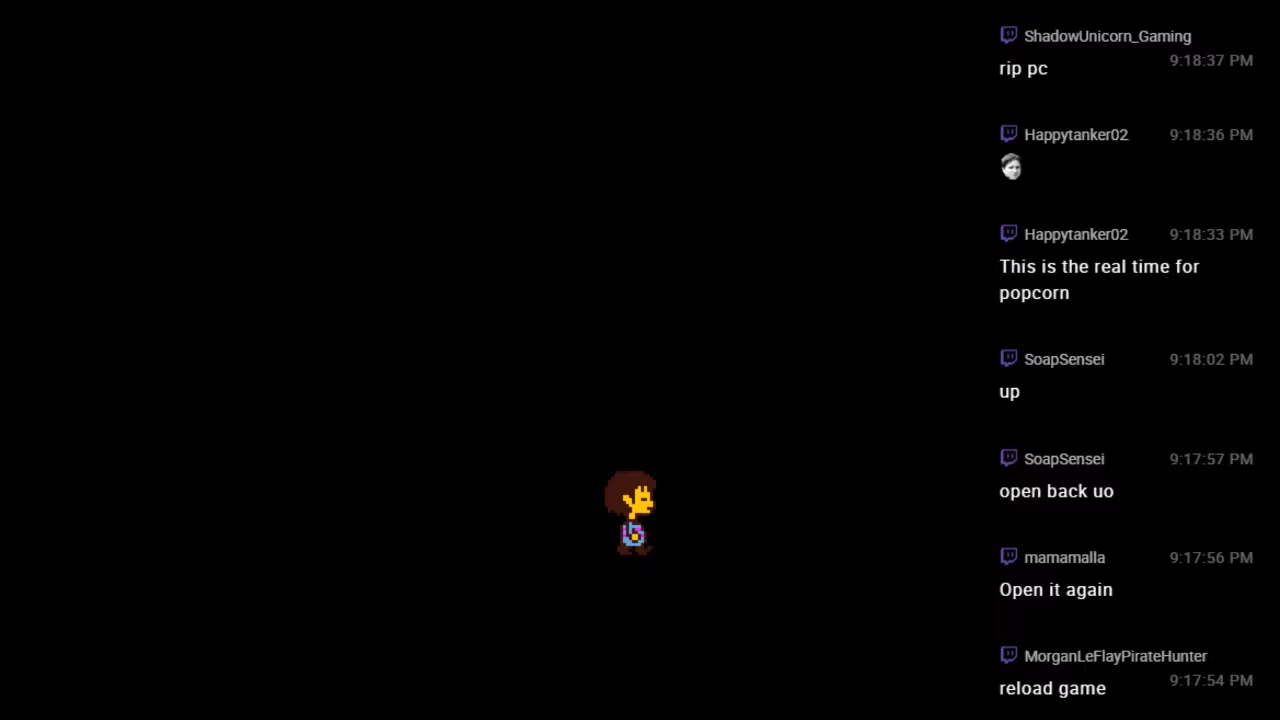 ShadowUnicorn_Gaming
rip pc 9:18:37 PM
Happytanker02 9:18:36 PM
Happytanker02 9:18:33 PM
This is the real time for
popcorn
SoapSensei 9:18:02 PM
up
SoapSensei 9:17:57 PM
open back uo
mamamalla 9:17:56 PM
Open it again
MorganLeFlayPirateHunter
reload game 9:17:54 PM